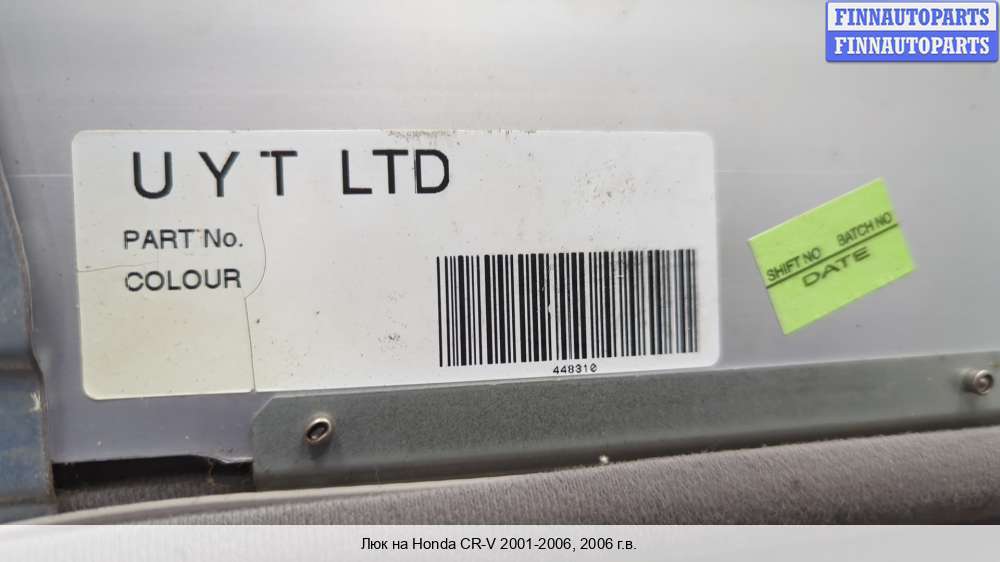 FINNAUTOPARTS
FINNAUTOPARTS
UYT LTD
PART No.
COLOUR
448310
SHIFT NO BATCH NO
DATE
Люк на Honda CR-V 2001-2006, 2006 г.в.